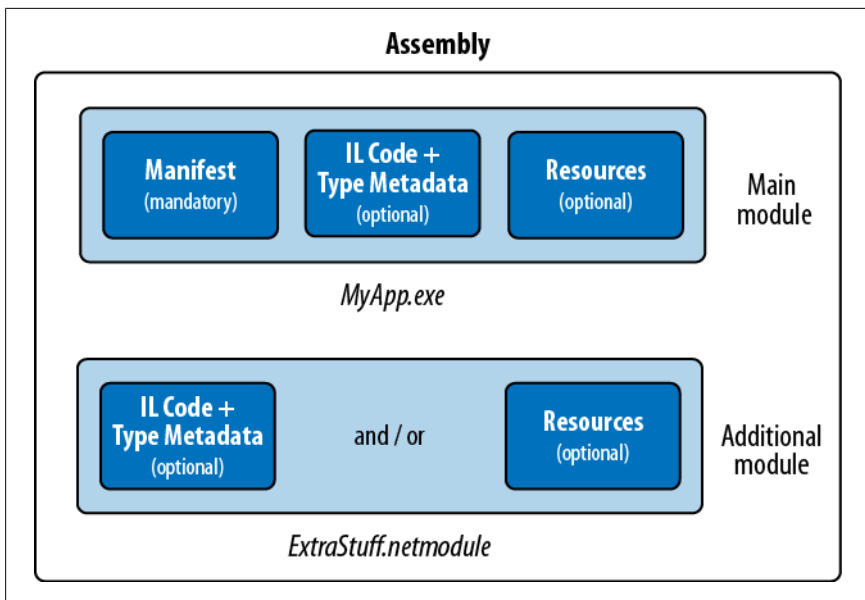 Assembly
Manifest
(mandatory)
IL Code +
Type Metadata
(optional)
Resources
(optional)
Main
module
MyApp.exe
IL Code +
Type Metadata
(optional)
and / or
Resources
(optional)
Additional
module
ExtraStuff.netmodule